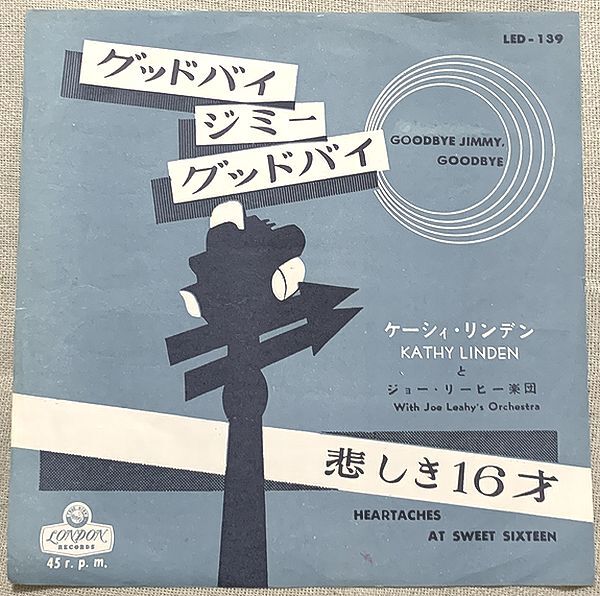 LED-139
グッドバイ
ジミー
グッドバイ
GOODBYE JIMMY,
GOODBYE
ケーシィ・リンデン
KATHY LINDEN
と
ジョー・リーヒー楽団
With Joe Leahy's Orchestra
悲しき16才
HEARTACHES
AT SWEET SIXTEEN
LONDON
RECORDS
45 r. p. m.